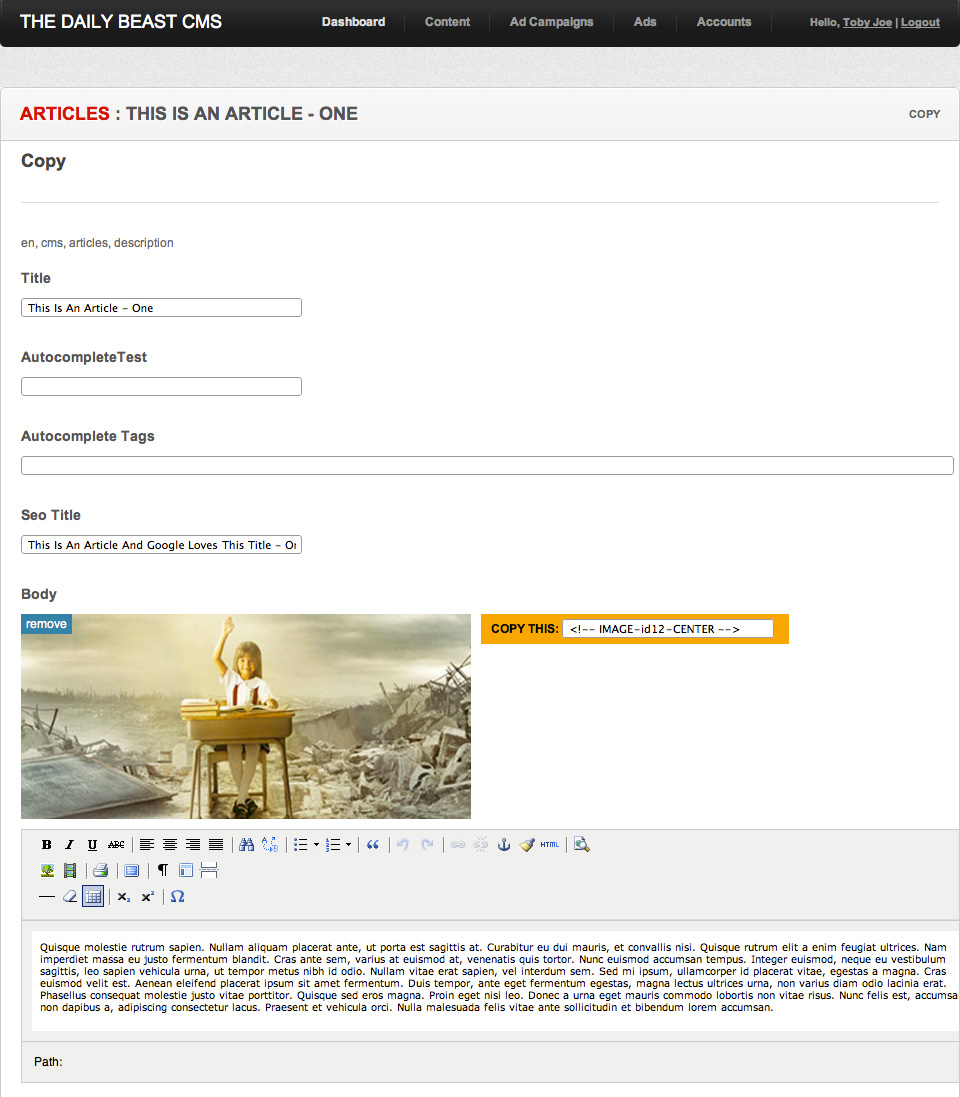 THE DAILY BEAST CMS Dashboard Content Ad Campaigns Ads Accounts Hello, Toby Joe | Logout
ARTICLES : THIS IS AN ARTICLE - ONE COPY
Copy
en, cms, articles, description
Title
This Is An Article - One
AutocompleteTest
Autocomplete Tags
Seo Title
This Is An Article And Google Loves This Title - O
Body
remove
COPY THIS: <!-- IMAGE-id12-CENTER -->
B I U ABC
HTML
Quisque molestie rutrum sapien. Nullam aliquam placerat ante, ut porta est sagittis at. Curabitur eu dui mauris, et convallis nisi. Quisque rutrum elit a enim feugiat ultrices. Nam
imperdiet massa eu justo fermentum blandit. Cras ante sem, varius at euismod at, venenatis quis tortor. Nunc euismod accumsan tempus. Integer euismod, neque eu vestibulum
sagittis, leo sapien vehicula urna, ut tempor metus nibh id odio. Nullam vitae erat sapien, vel interdum sem. Sed mi ipsum, ullamcorper id placerat vitae, egestas a magna. Cras
euismod velit est. Aenean eleifend placerat ipsum sit amet fermentum. Duis tempor, ante eget fermentum egestas, magna lectus ultrices urna, non varius diam odio lacinia erat.
Phasellus consequat molestie justo vitae porttitor. Quisque sed eros magna. Proin eget nisi leo. Donec a urna eget mauris commodo lobortis non vitae risus. Nunc felis est, accumsa
non dapibus a, adipiscing consectetur lacus. Praesent et vehicula orci. Nulla malesuada felis vitae ante sollicitudin et bibendum lorem accumsan.
Path: